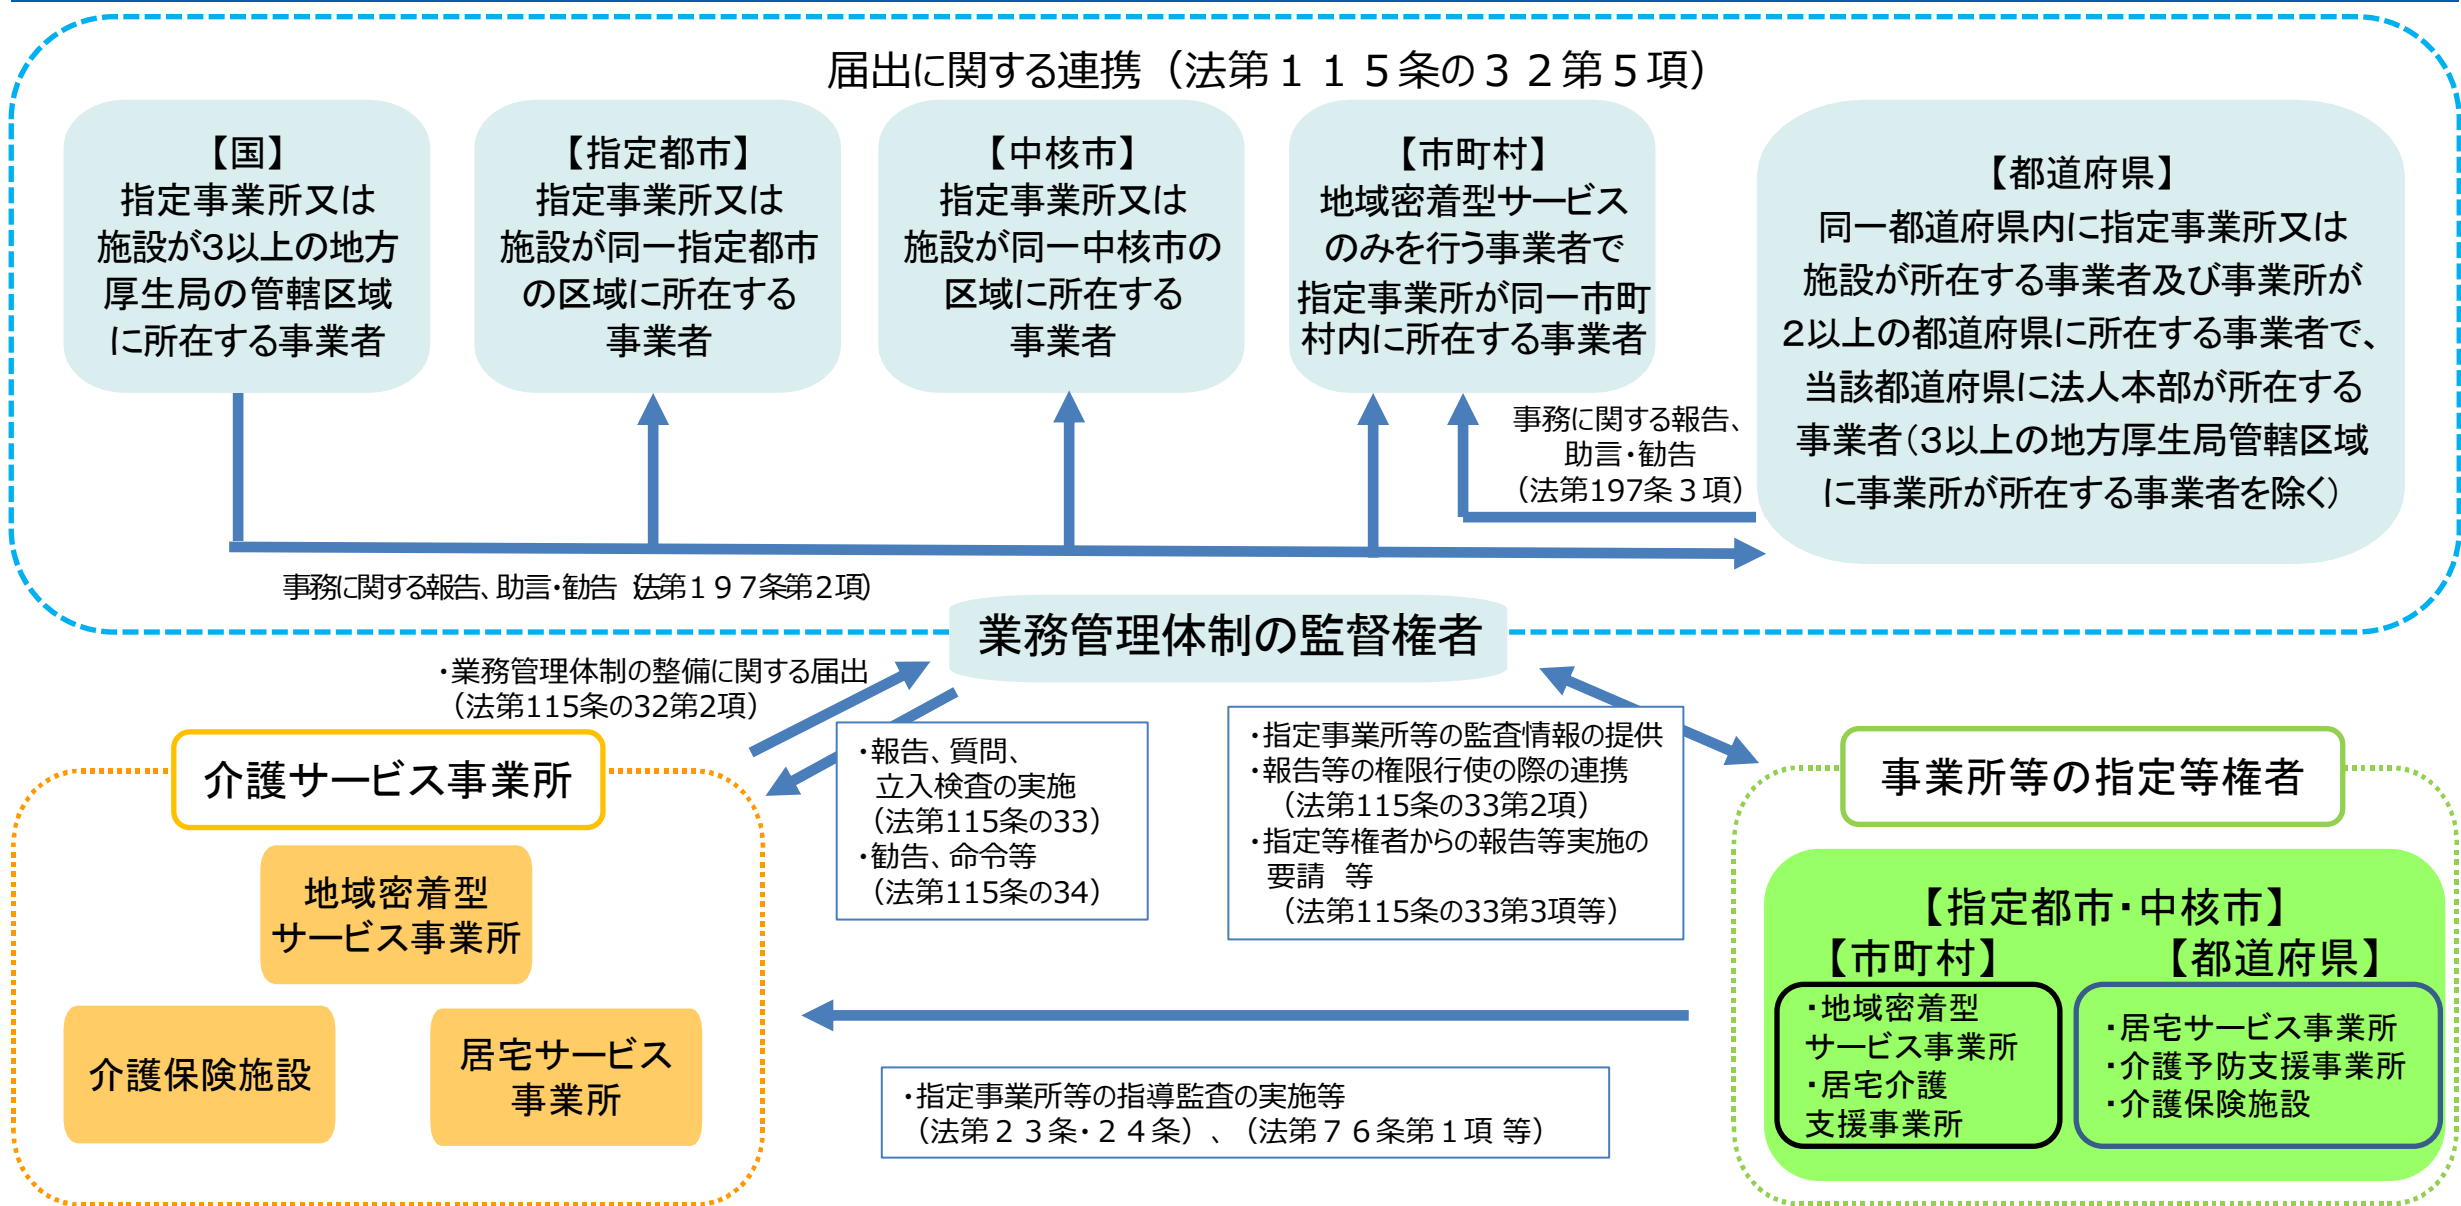 届出に関する連携（法第１１５条の３２第５項）
【国】
指定事業所又は
施設が３以上の地方
厚生局の管轄区域
に所在する事業者
【指定都市】
指定事業所又は
施設が同一指定都市
の区域に所在する
事業者
【中核市】
指定事業所又は
施設が同一中核市の
区域に所在する
事業者
【市町村】
地域密着型サービス
のみを行う事業者で
指定事業所が同一市町
村内に所在する事業者
【都道府県】
同一都道府県内に指定事業所又は
施設が所在する事業者及び事業所が
２以上の都道府県に所在する事業者で、
当該都道府県に法人本部が所在する
事業者（３以上の地方厚生局管轄区域
に事業所が所在する事業者を除く）
事務に関する報告、
助言・勧告
（法第197条３項）
事務に関する報告、助言・勧告（法第１９７条第２項）
業務管理体制の監督権者
・業務管理体制の整備に関する届出
（法第115条の32第2項）
・報告、質問、
立入検査の実施
（法第115条の33）
・勧告、命令等
（法第115条の34）
・指定事業所等の監査情報の提供
・報告等の権限行使の際の連携
（法第115条の33第2項）
・指定等権者からの報告等実施の
要請　等
（法第115条の33第3項等）
介護サービス事業所
地域密着型
サービス事業所
介護保険施設
居宅サービス
事業所
・指定事業所等の指導監査の実施等
（法第２３条・２４条）、（法第７６条第１項 等）
事業所等の指定等権者
【指定都市・中核市】
【市町村】
【都道府県】
・地域密着型
サービス事業所
・居宅介護
支援事業所
・居宅サービス事業所
・介護予防支援事業所
・介護保険施設